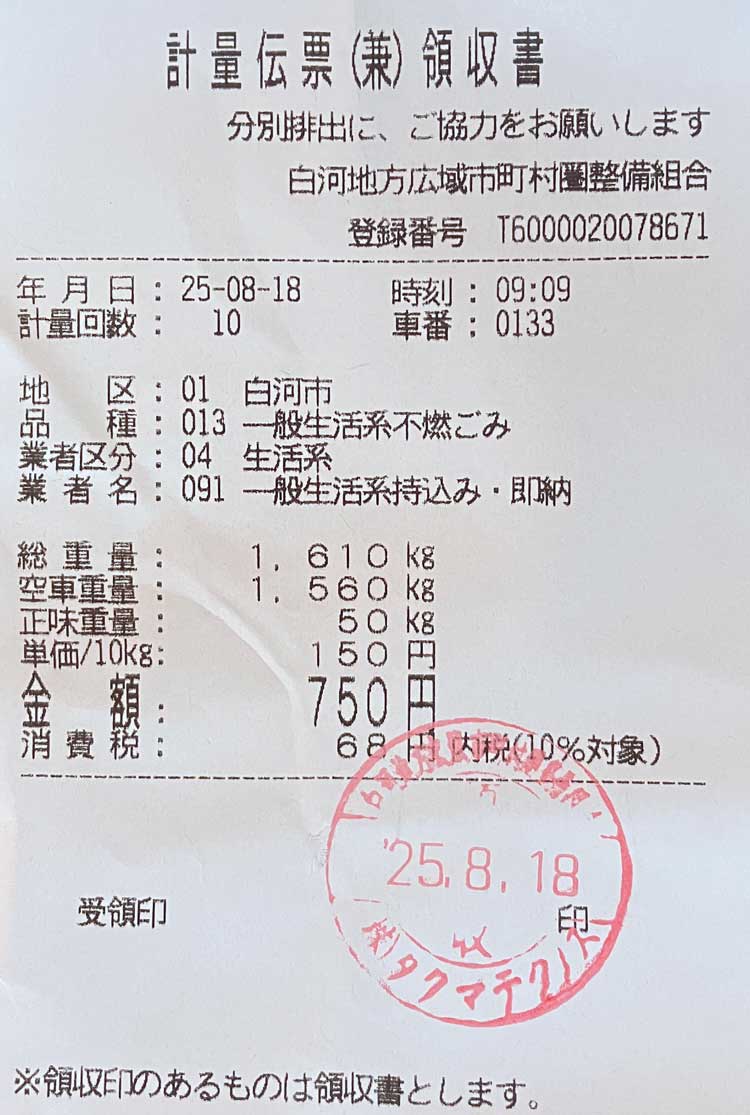 計量伝票(兼)領収書
分別排出に、ご協力をお願いします
白河地方広域市町村圏整備組合
登録番号 T6000020078671
年月日: 25-08-18 時刻: 09:09
計量回数: 10 車番: 0133
地区: 01 白河市
品種: 013 一般生活系不燃ごみ
業者区分: 04 生活系
業者名: 091 一般生活系持込み・即納
総重量: 1,610 kg
空車重量: 1,560 kg
正味重量: 50 kg
単価/10kg: 150 円
金額: 750円
消費税: 68 円 内税(10%対象)
'25.8.18
受領印 印
(株)タクマテクノス
※領収印のあるものは領収書とします。